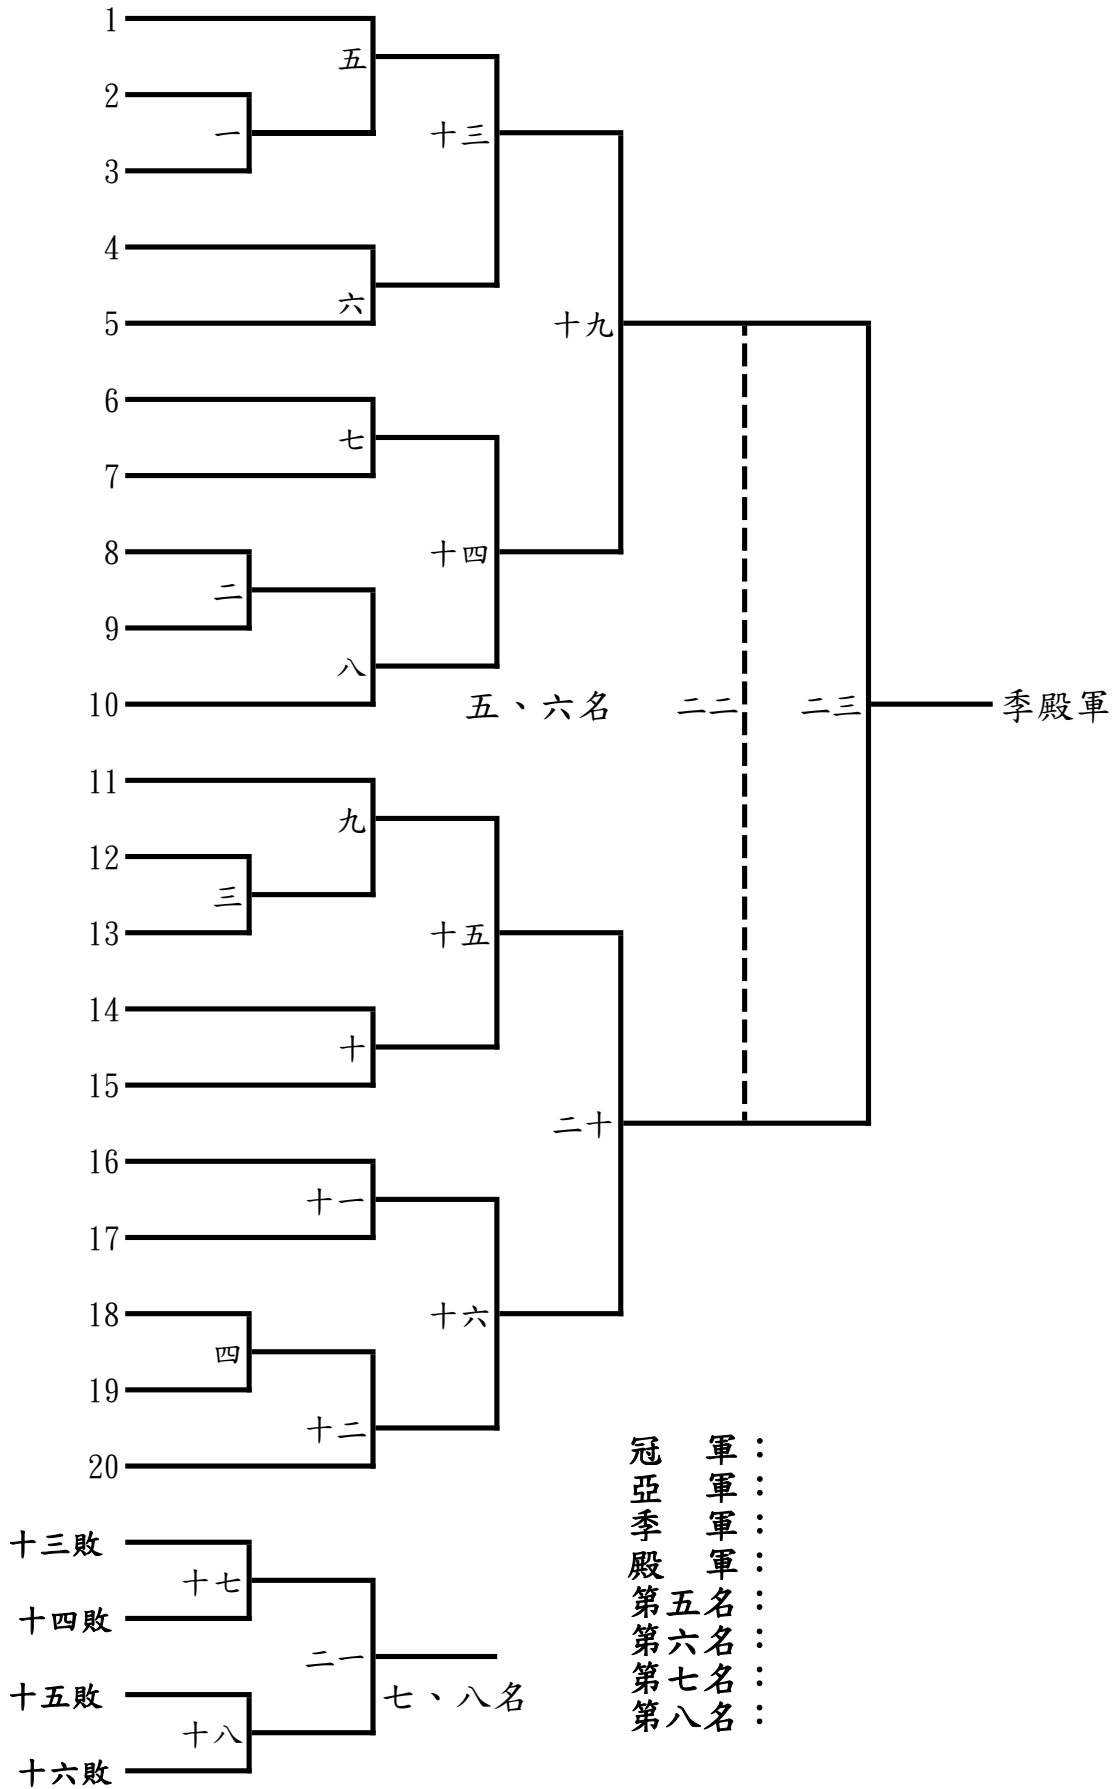 1
五
2
一
十三
3
4
六
5
十九
6
七
7
8
十四
二
9
八
10
五、六名
二二
二三
季殿軍
11
九
12
三
13
十五
14
十
15
二十
16
十一
17
18
十六
四
19
十二
20
冠 軍：
亞 軍：
季 軍：
殿 軍：
第五名：
第六名：
第七名：
第八名：
十三敗
十七
十四敗
二一
七、八名
十五敗
十八
十六敗